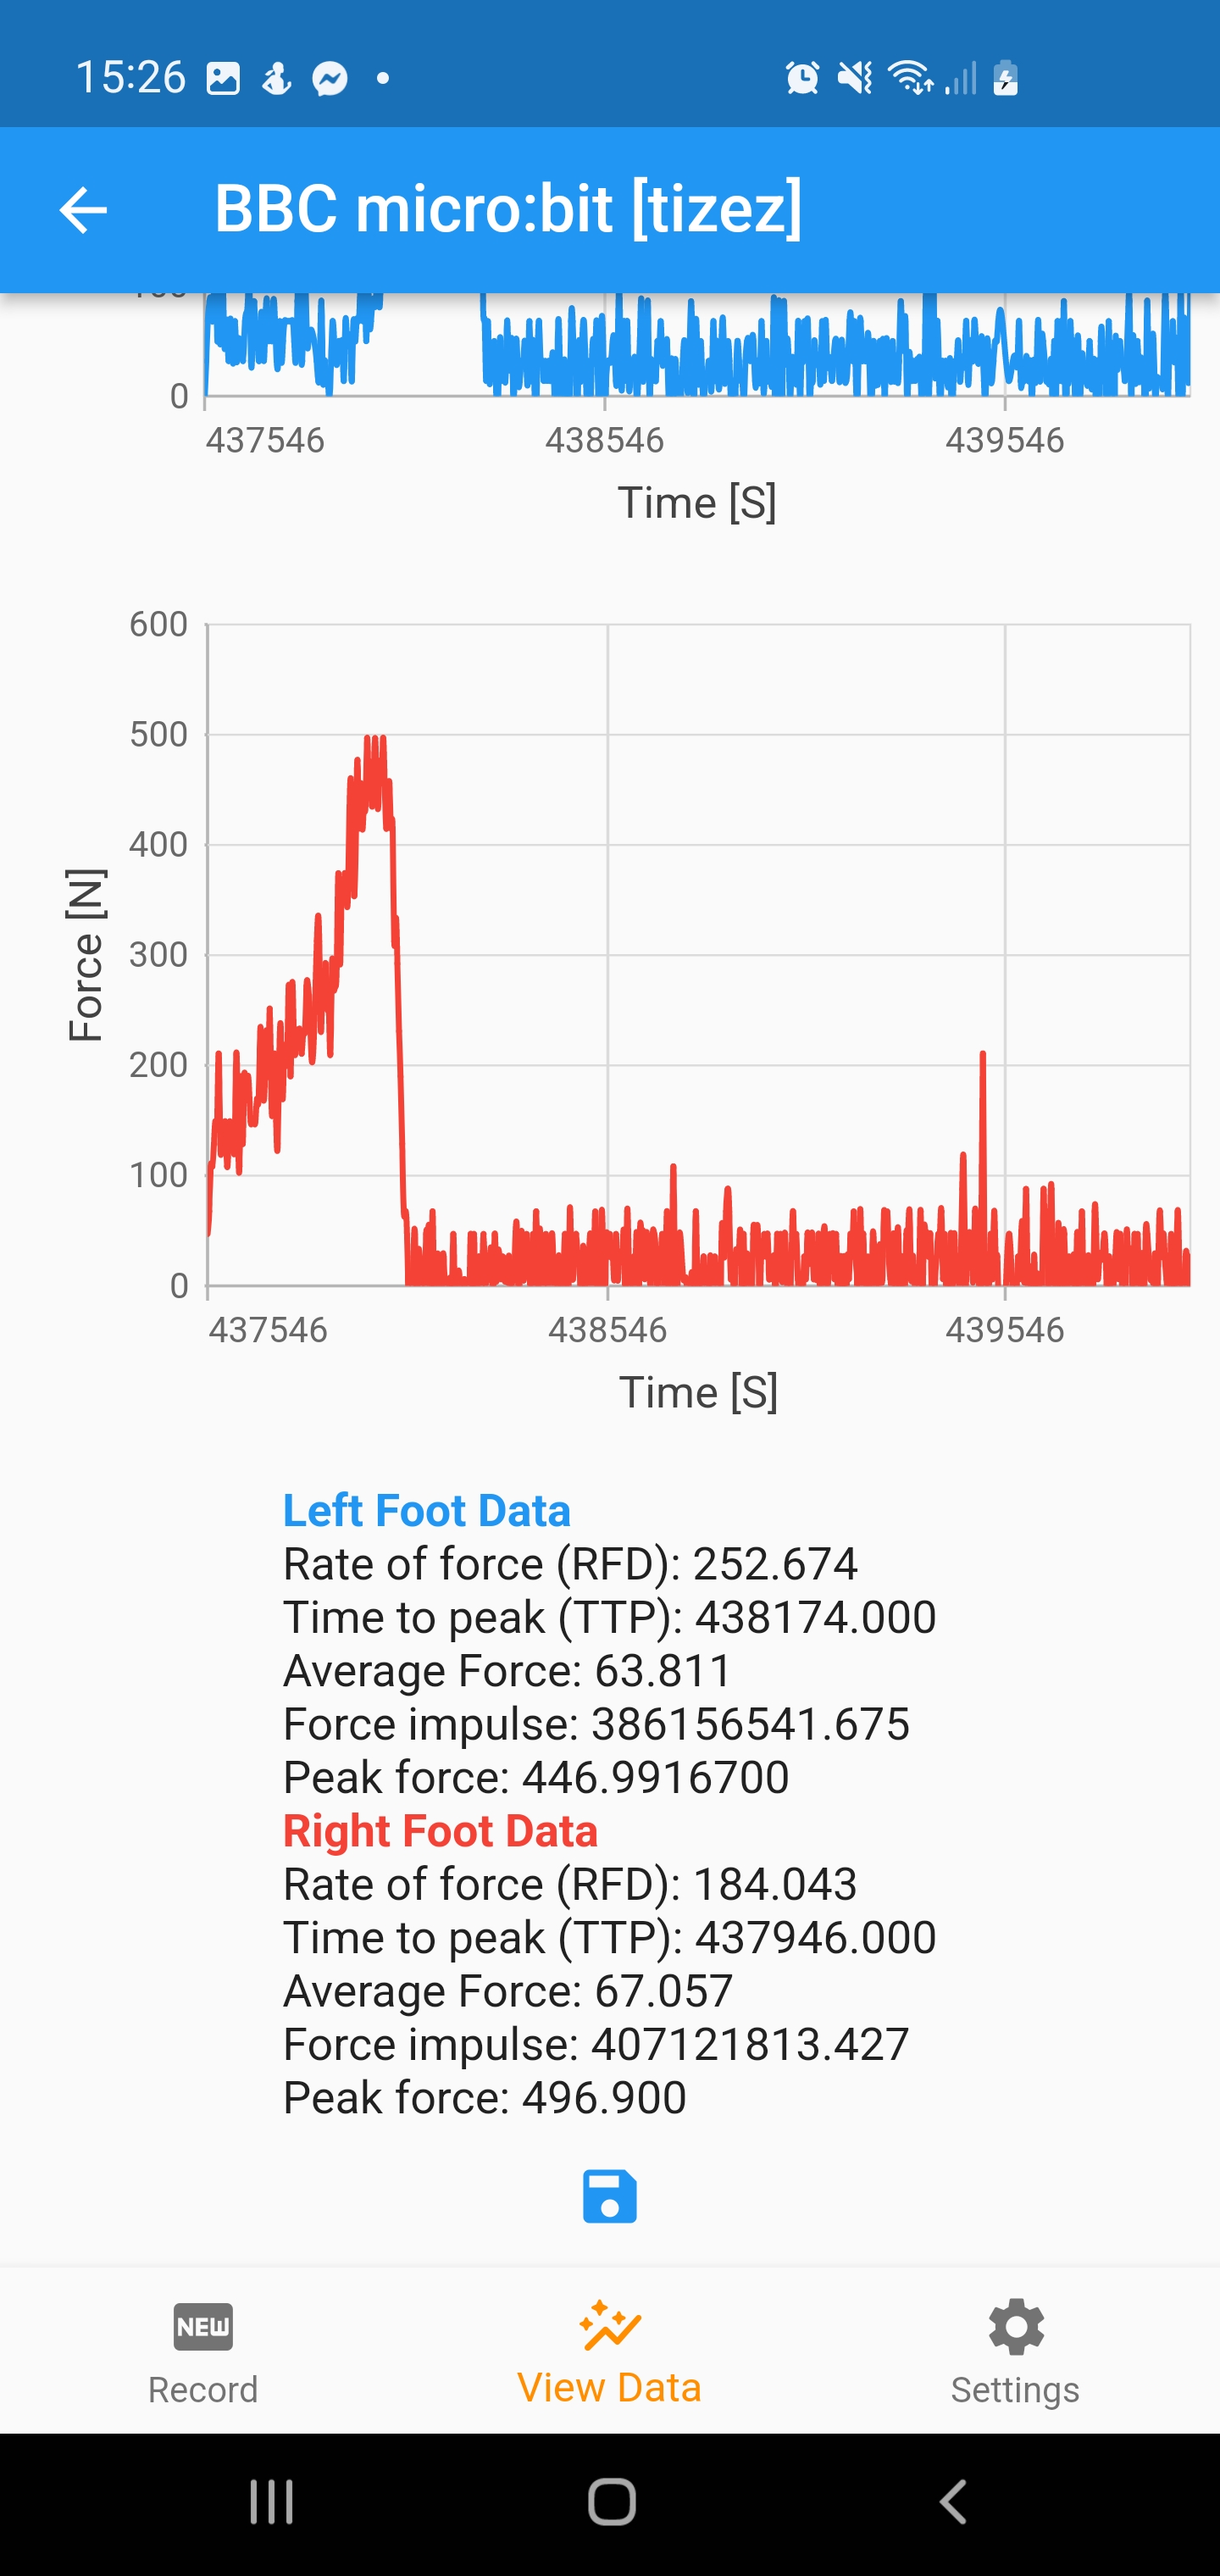 15:26
BBC micro:bit [tizez]
0
437546 438546 439546
Time [S]
600
500
400
300
200
100
0
Force [N]
437546 438546 439546
Time [S]
Left Foot Data
Rate of force (RFD): 252.674
Time to peak (TTP): 438174.000
Average Force: 63.811
Force impulse: 386156541.675
Peak force: 446.9916700
Right Foot Data
Rate of force (RFD): 184.043
Time to peak (TTP): 437946.000
Average Force: 67.057
Force impulse: 407121813.427
Peak force: 496.900
NEW
Record View Data Settings